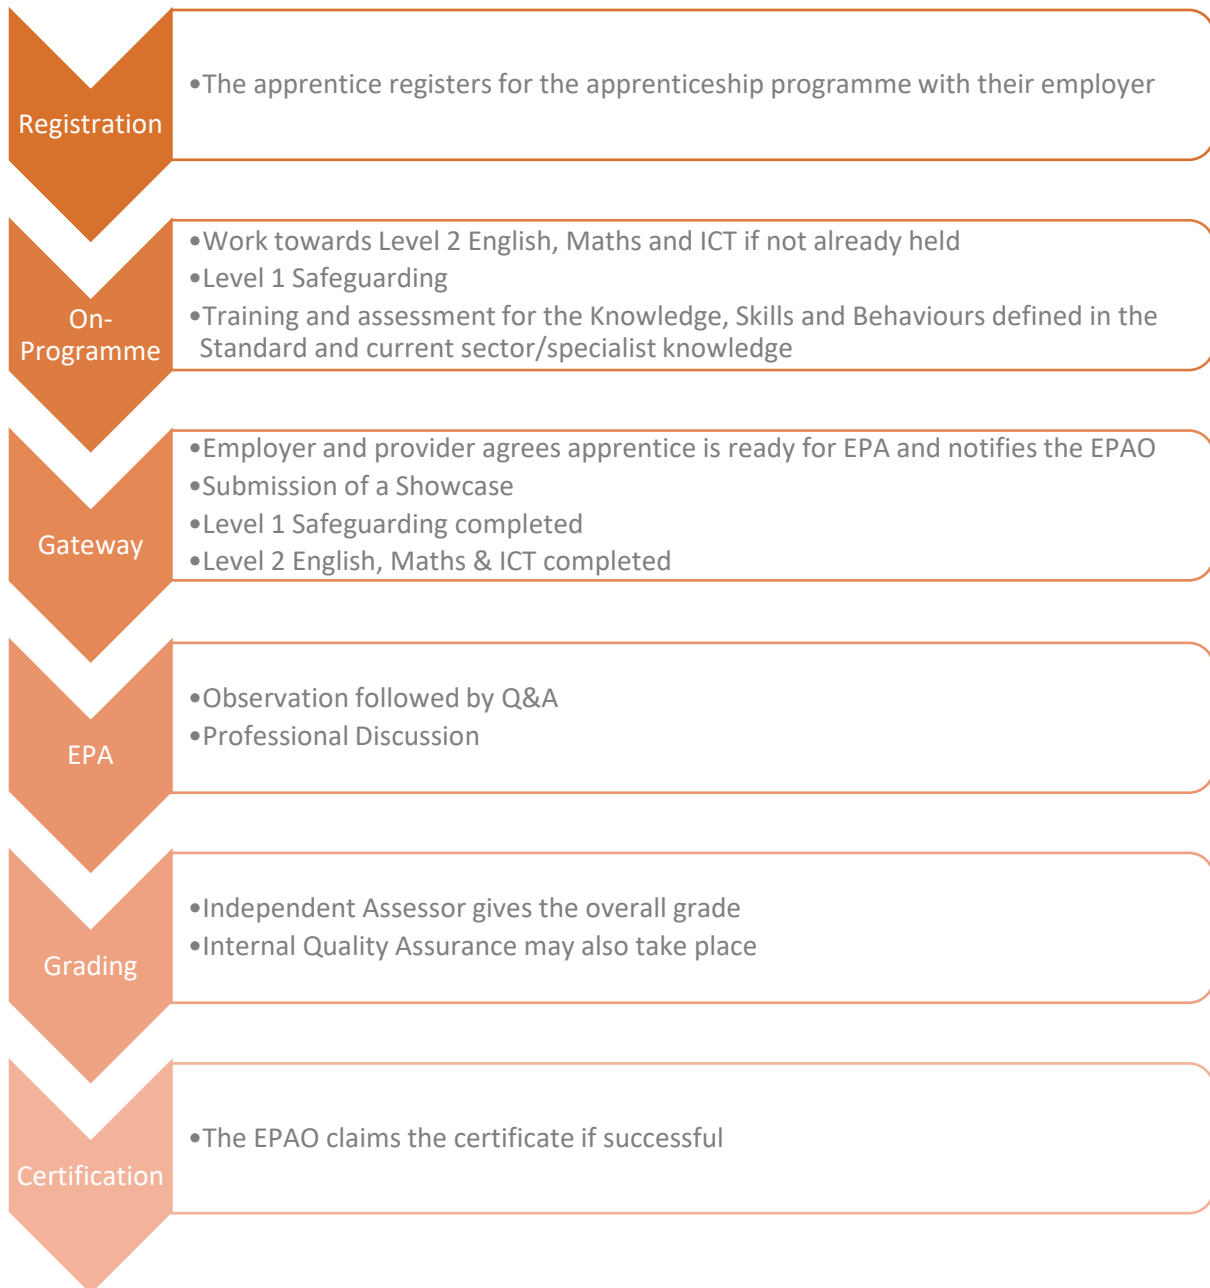 Registration
•The apprentice registers for the apprenticeship programme with their employer
On-
Programme
•Work towards Level 2 English, Maths and ICT if not already held
•Level 1 Safeguarding
•Training and assessment for the Knowledge, Skills and Behaviours defined in the
Standard and current sector/specialist knowledge
Gateway
•Employer and provider agrees apprentice is ready for EPA and notifies the EPAO
•Submission of a Showcase
•Level 1 Safeguarding completed
•Level 2 English, Maths & ICT completed
EPA
•Observation followed by Q&A
•Professional Discussion
Grading
•Independent Assessor gives the overall grade
•Internal Quality Assurance may also take place
Certification
•The EPAO claims the certificate if successful